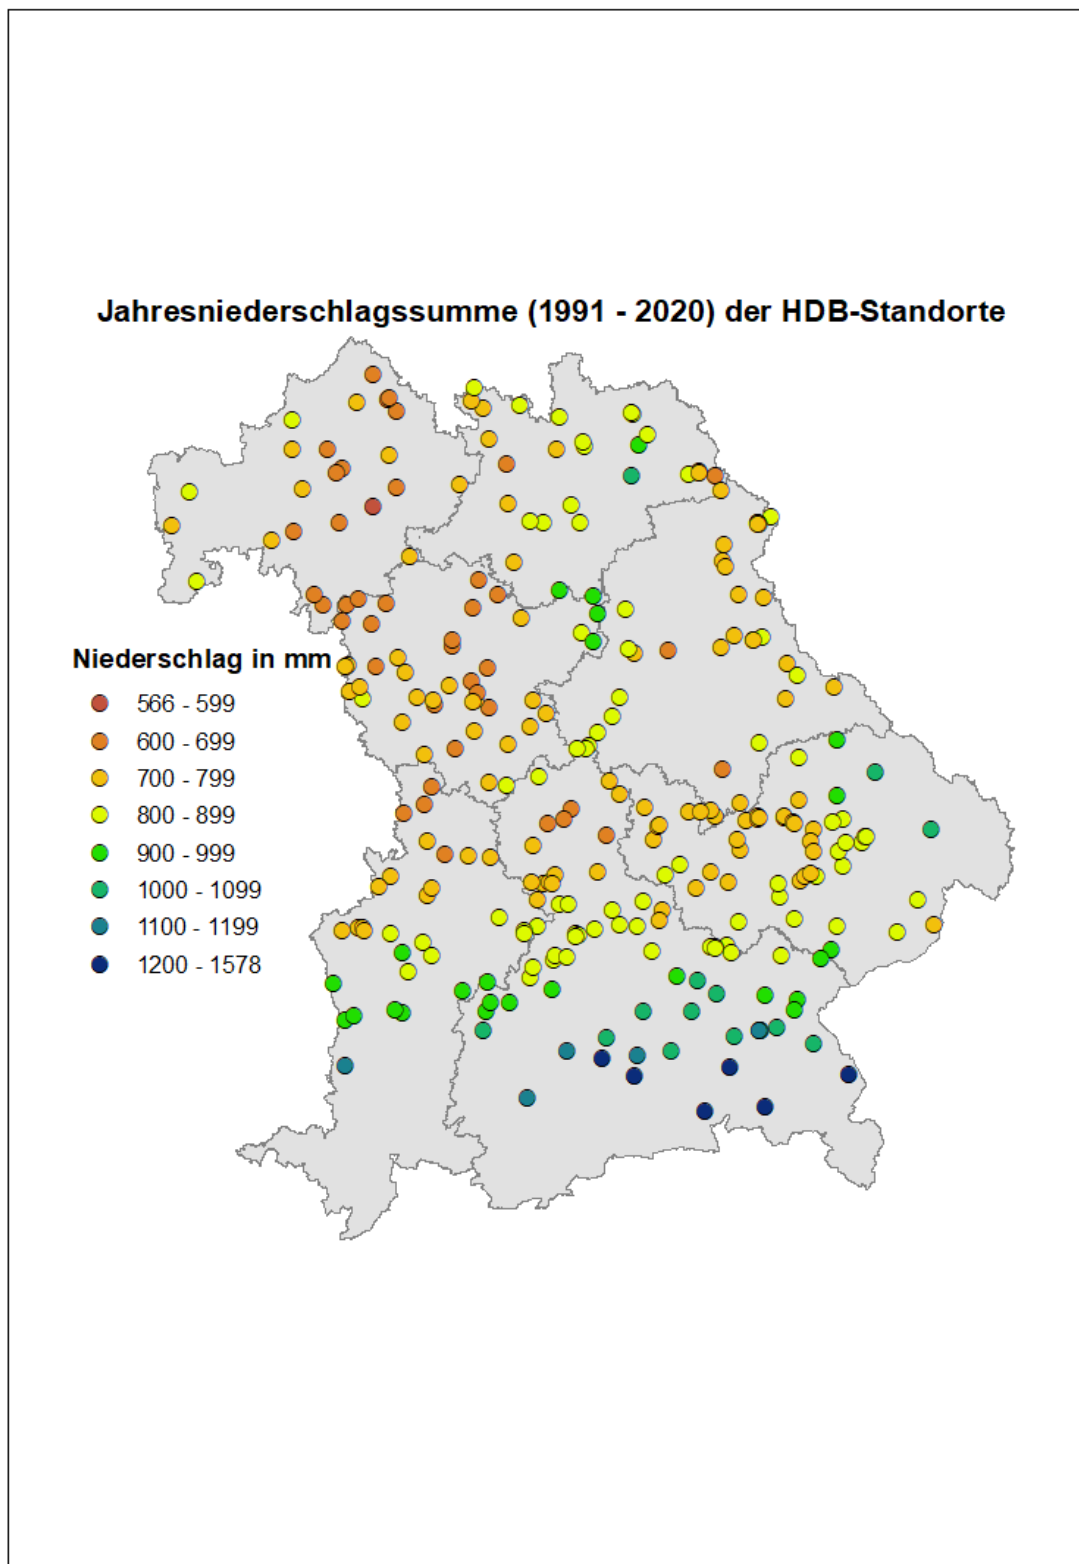 Jahresniederschlagssumme (1991 - 2020) der HDB-Standorte
Niederschlag in mm
566 - 599
600 - 699
700 - 799
800 - 899
900 - 999
1000 - 1099
1100 - 1199
1200 - 1578